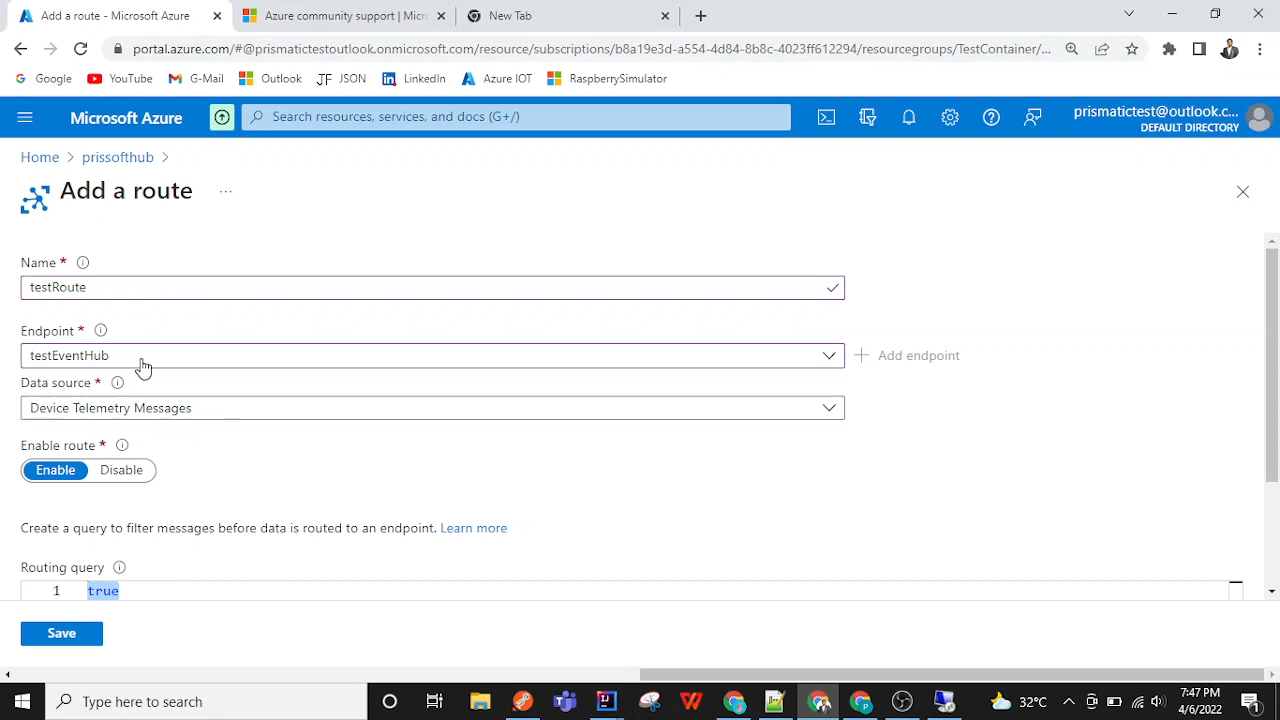 Add a route - Microsoft Azure
Azure community support | Micr
New Tab
portal.azure.com/#@prismatictestoutlook.onmicrosoft.com/resource/subscriptions/b8a19e3d-a554-4d84-8b8c-4023ff612294/resourcegroups/TestContainer/...
Google
YouTube
G-Mail
Outlook
JSON
LinkedIn
Azure IOT
RaspberrySimulator
Microsoft Azure
Search resources, services, and docs (G+/)
prismatictest@outlook.c...
DEFAULT DIRECTORY
Home > prissofthub >
Add a route ...
Name *
testRoute
Endpoint *
testEventHub
Add endpoint
Data source *
Device Telemetry Messages
Enable route *
Enable Disable
Create a query to filter messages before data is routed to an endpoint. Learn more
Routing query
1 true
Save
Type here to search
32°C
7:47 PM
4/6/2022